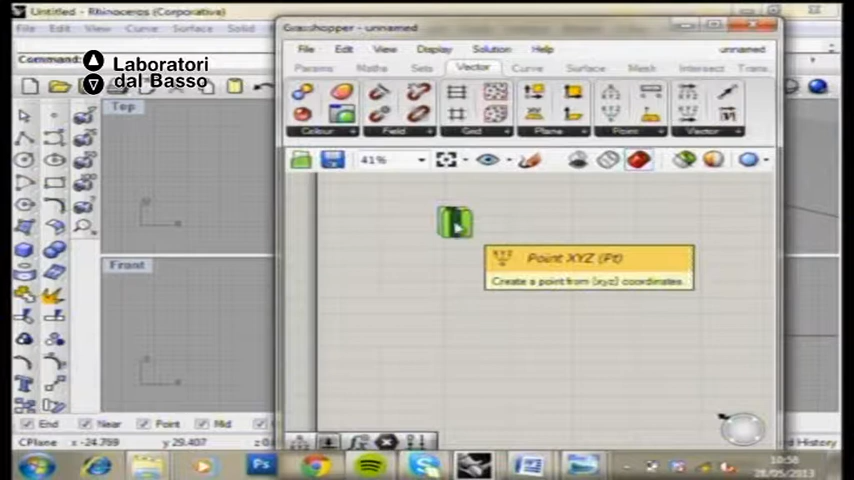 Untitled - Rhinoceros (Corporative)
File Edit View Curve Surface Solid
Command:
Laboratori
dal Basso
Top
Front
End Near Point Mid
CPlane x -24.799 y 29.407
Grasshopper - unnamed
File Edit View Display Solution Help unnamed
Params Maths Sets Vector Curve Surface Mesh Intersect Trans
Colour Field Grid Plane Point Vector
41%
Point XYZ (Pt)
Create a point from {xyz} coordinates.
d History
Ps
10:58
28/05/2013